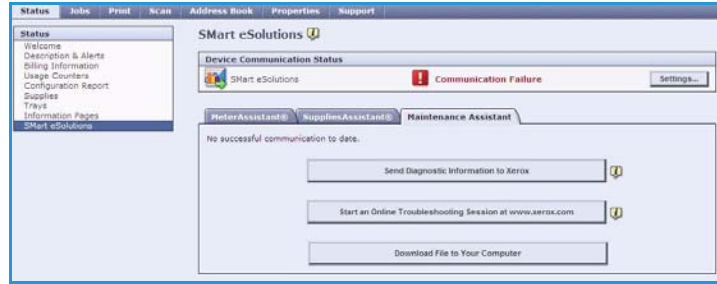 Status Jobs Print Scan Address Book Properties Support
Status
Welcome
Description & Alerts
Billing Information
Usage Counters
Configuration Report
Supplies
Trays
Information Pages
SMart eSolutions
SMart eSolutions
Device Communication Status
SMart eSolutions
Communication Failure
Settings...
MeterAssistant® SuppliesAssistant® Maintenance Assistant
No successful communication to date.
Send Diagnostic Information to Xerox
Start an Online Troubleshooting Session at www.xerox.com
Download File to Your Computer